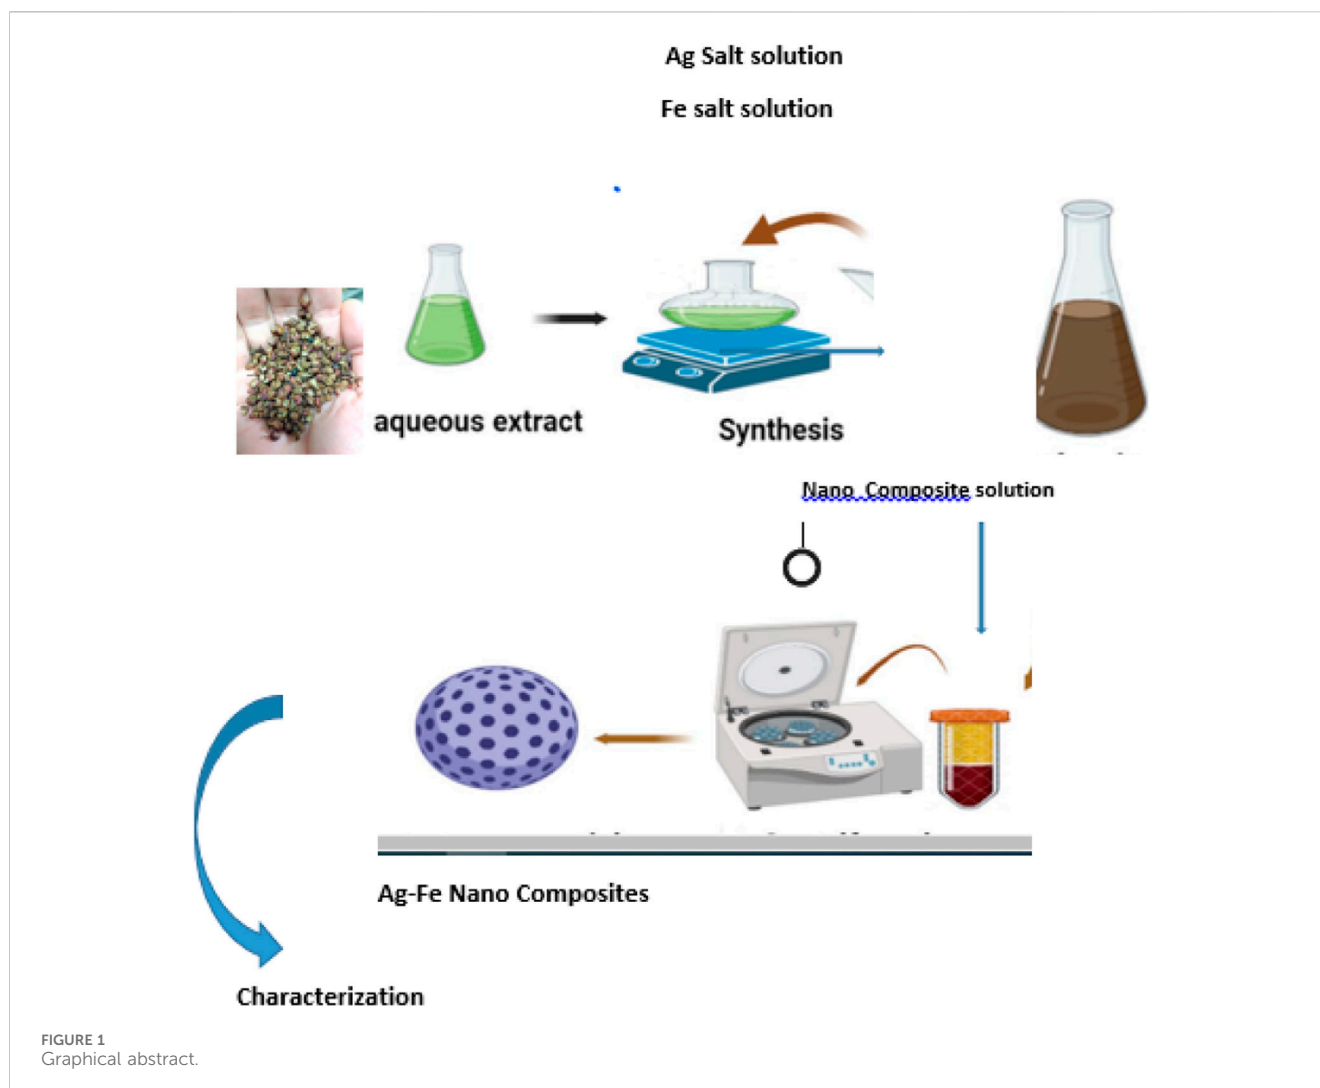 Ag Salt solution
Fe salt solution
aqueous extract
Synthesis
Nano Composite solution
Ag-Fe Nano Composites
Characterization
FIGURE 1
Graphical abstract.